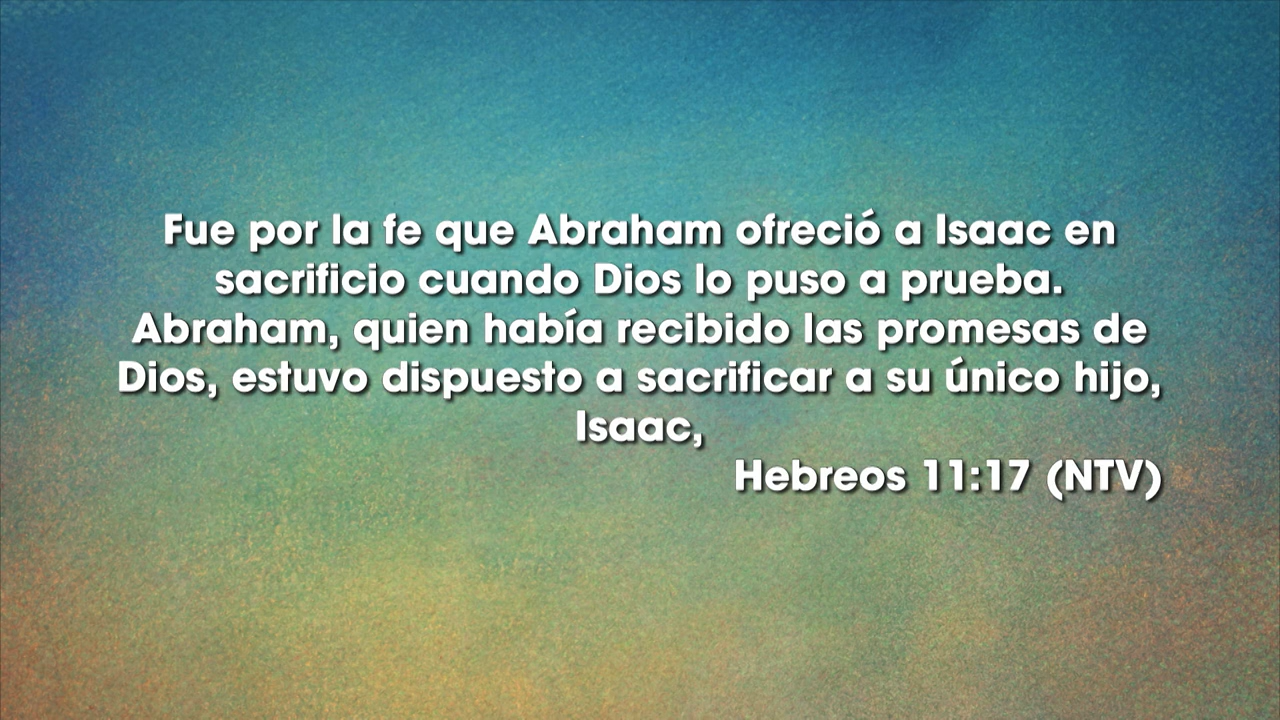 Fue por la fe que Abraham ofreció a Isaac en
sacrificio cuando Dios lo puso a prueba.
Abraham, quien había recibido las promesas de
Dios, estuvo dispuesto a sacrificar a su único hijo,
Isaac,
Hebreos 11:17 (NTV)